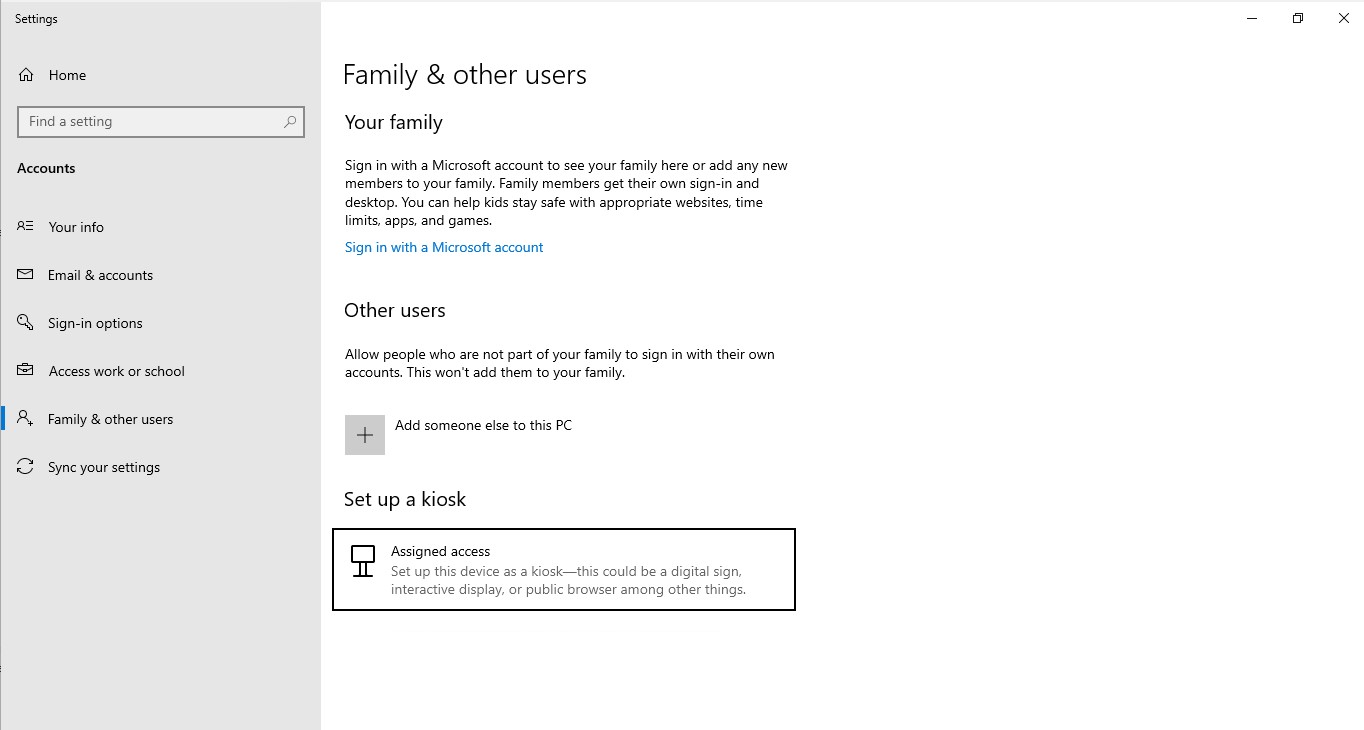 Settings
Home
Find a setting
Accounts
Your info
Email & accounts
Sign-in options
Access work or school
Family & other users
Sync your settings
Family & other users
Your family
Sign in with a Microsoft account to see your family here or add any new
members to your family. Family members get their own sign-in and
desktop. You can help kids stay safe with appropriate websites, time
limits, apps, and games.
Sign in with a Microsoft account
Other users
Allow people who are not part of your family to sign in with their own
accounts. This won't add them to your family.
Add someone else to this PC
Set up a kiosk
Assigned access
Set up this device as a kiosk—this could be a digital sign,
interactive display, or public browser among other things.